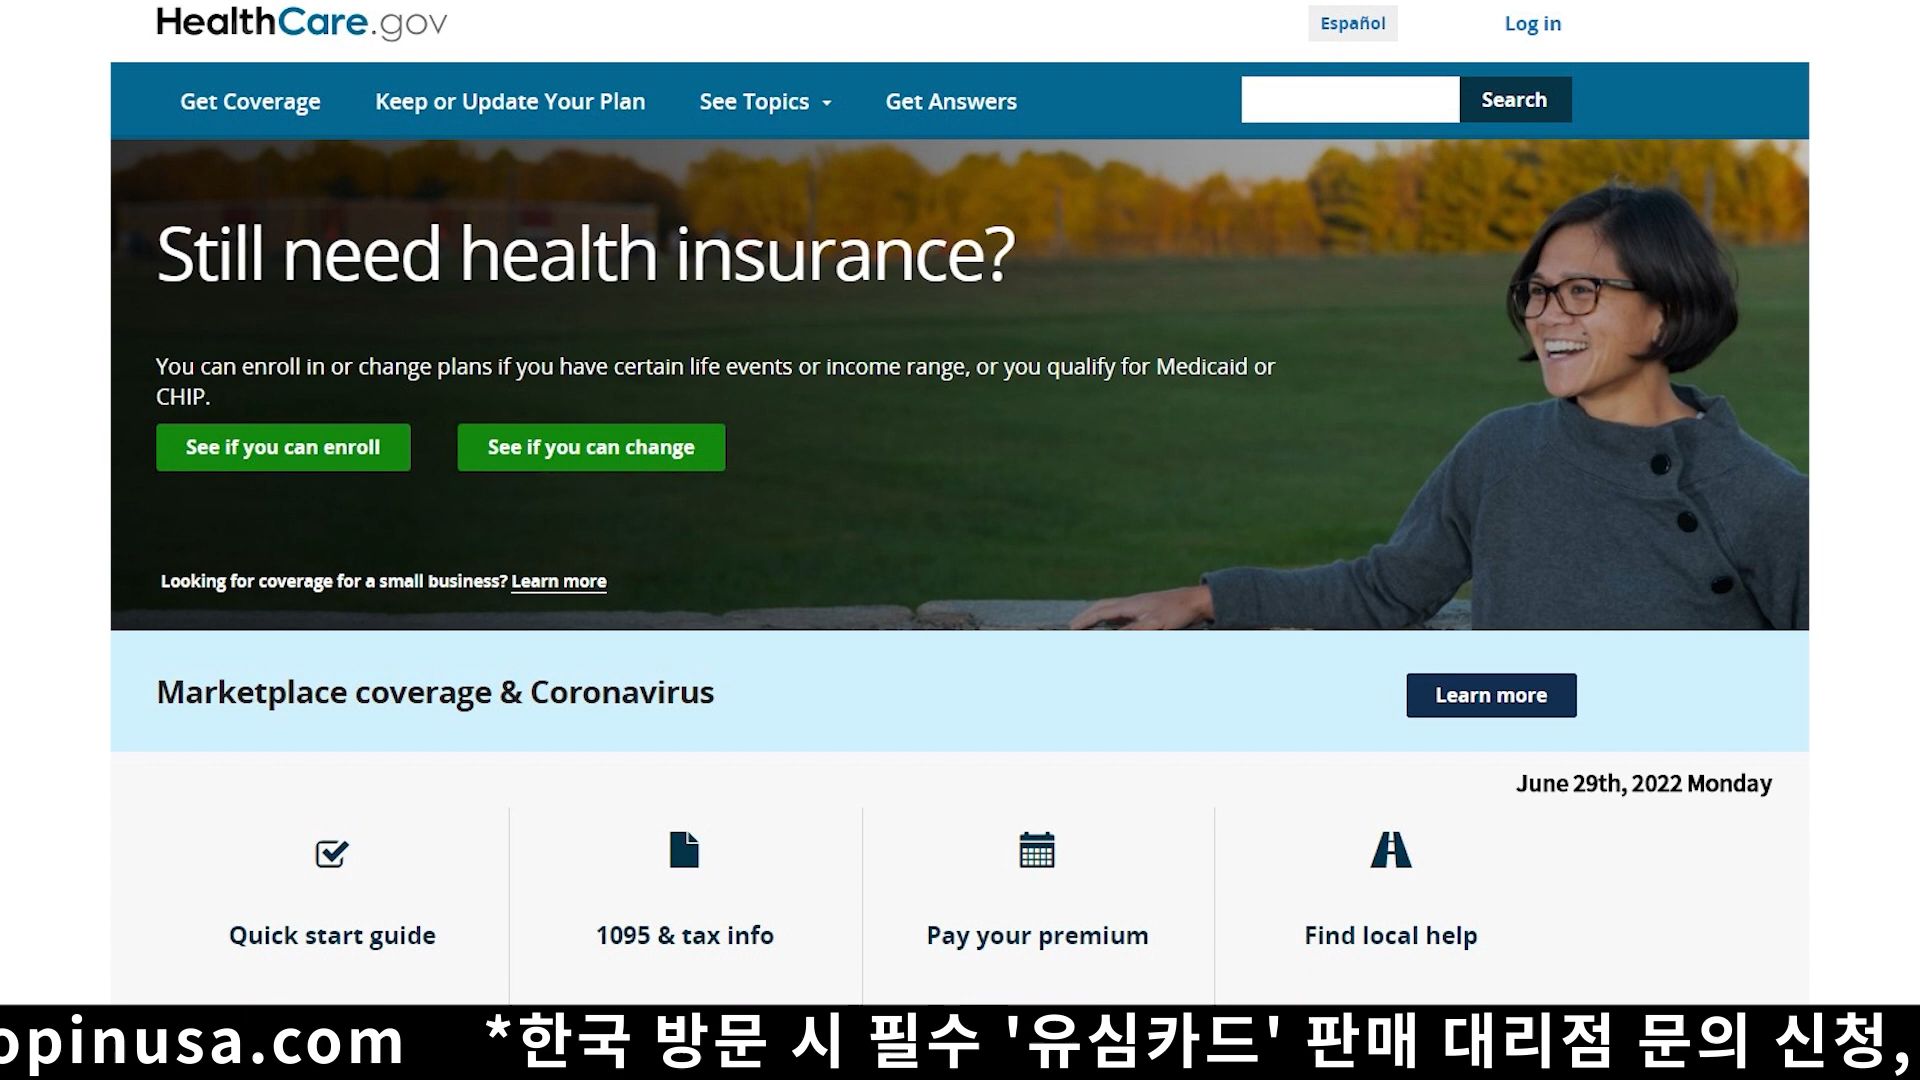 HealthCare.gov
Español
Log in
Get Coverage
Keep or Update Your Plan
See Topics
Get Answers
Search
Still need health insurance?
You can enroll in or change plans if you have certain life events or income range, or you qualify for Medicaid or
CHIP.
See if you can enroll
See if you can change
Looking for coverage for a small business? Learn more
Marketplace coverage & Coronavirus
Learn more
June 29th, 2022 Monday
Quick start guide
1095 & tax info
Pay your premium
Find local help
opinusa.com *한국 방문 시 필수 '유심카드' 판매 대리점 문의 신청,